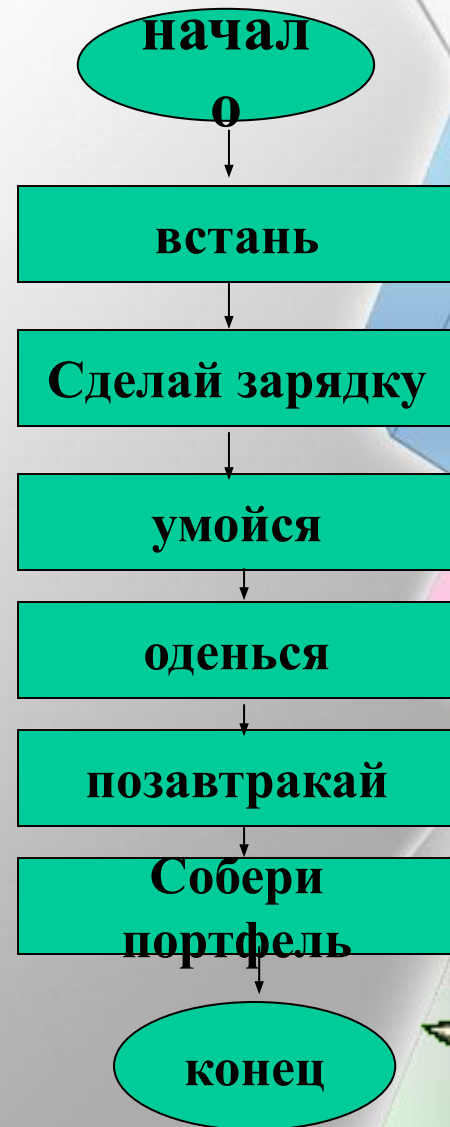 начал
о
встань
Сделай зарядку
умойся
оденься
позавтракай
Собери
портфель
конец